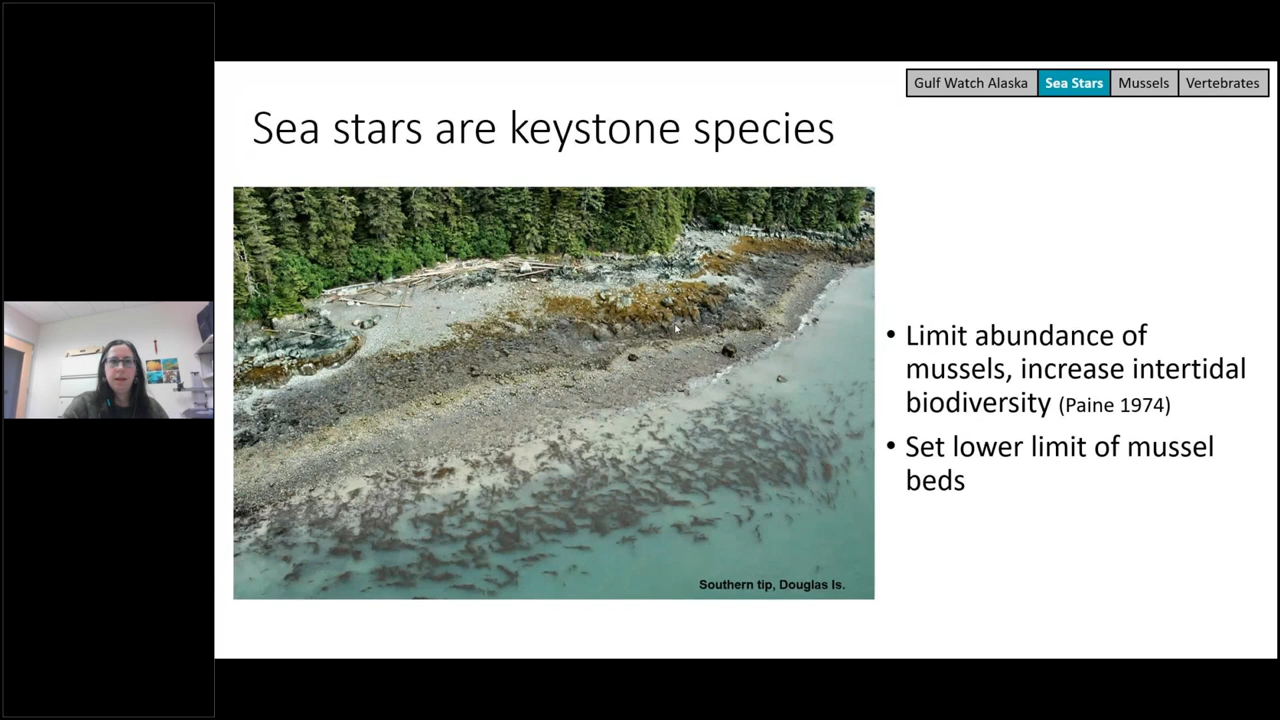 Gulf Watch Alaska Sea Stars Mussels Vertebrates
Sea stars are keystone species
• Limit abundance of
mussels, increase intertidal
biodiversity (Paine 1974)
• Set lower limit of mussel
beds
Southern tip, Douglas Is.